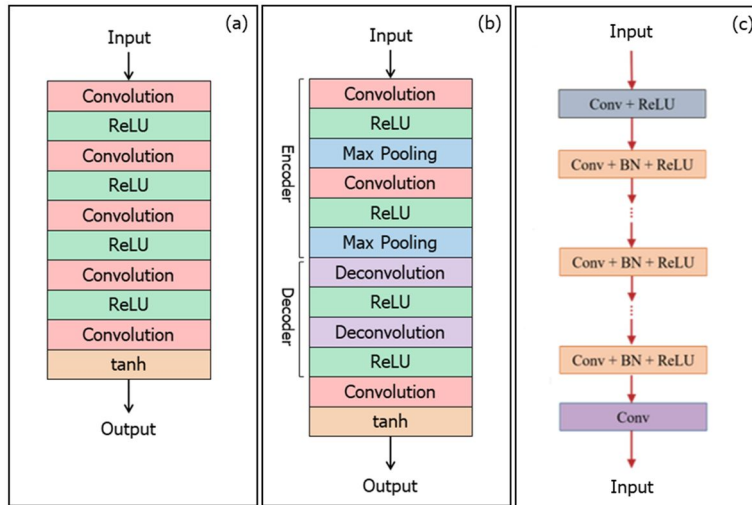 (a)
Input
Convolution
ReLU
Convolution
ReLU
Convolution
ReLU
Convolution
ReLU
Convolution
tanh
Output
(b)
Input
Encoder
Convolution
ReLU
Max Pooling
Convolution
ReLU
Max Pooling
Decoder
Deconvolution
ReLU
Deconvolution
ReLU
Convolution
tanh
Output
(c)
Input
Conv + ReLU
Conv + BN + ReLU
Conv + BN + ReLU
Conv + BN + ReLU
Conv
Input